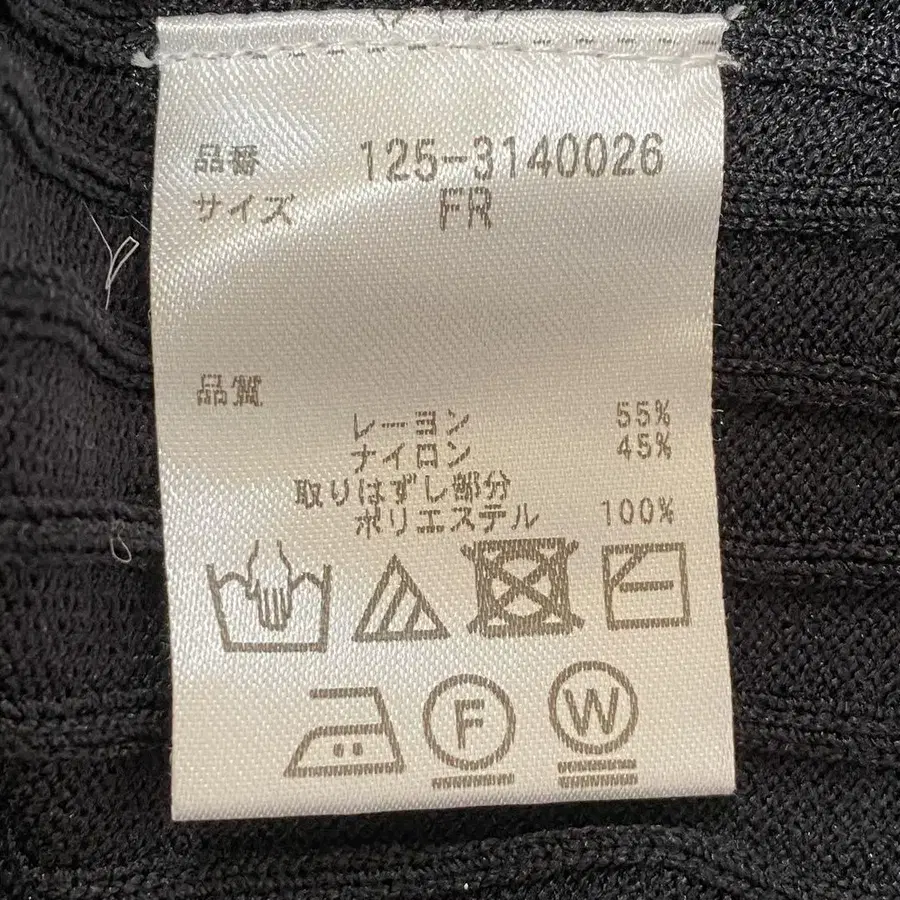 品番 125-3140026
サイズ FR
品質
レーヨン 55%
ナイロン 45%
取りはずし部分
ポリエステル 100%
F W